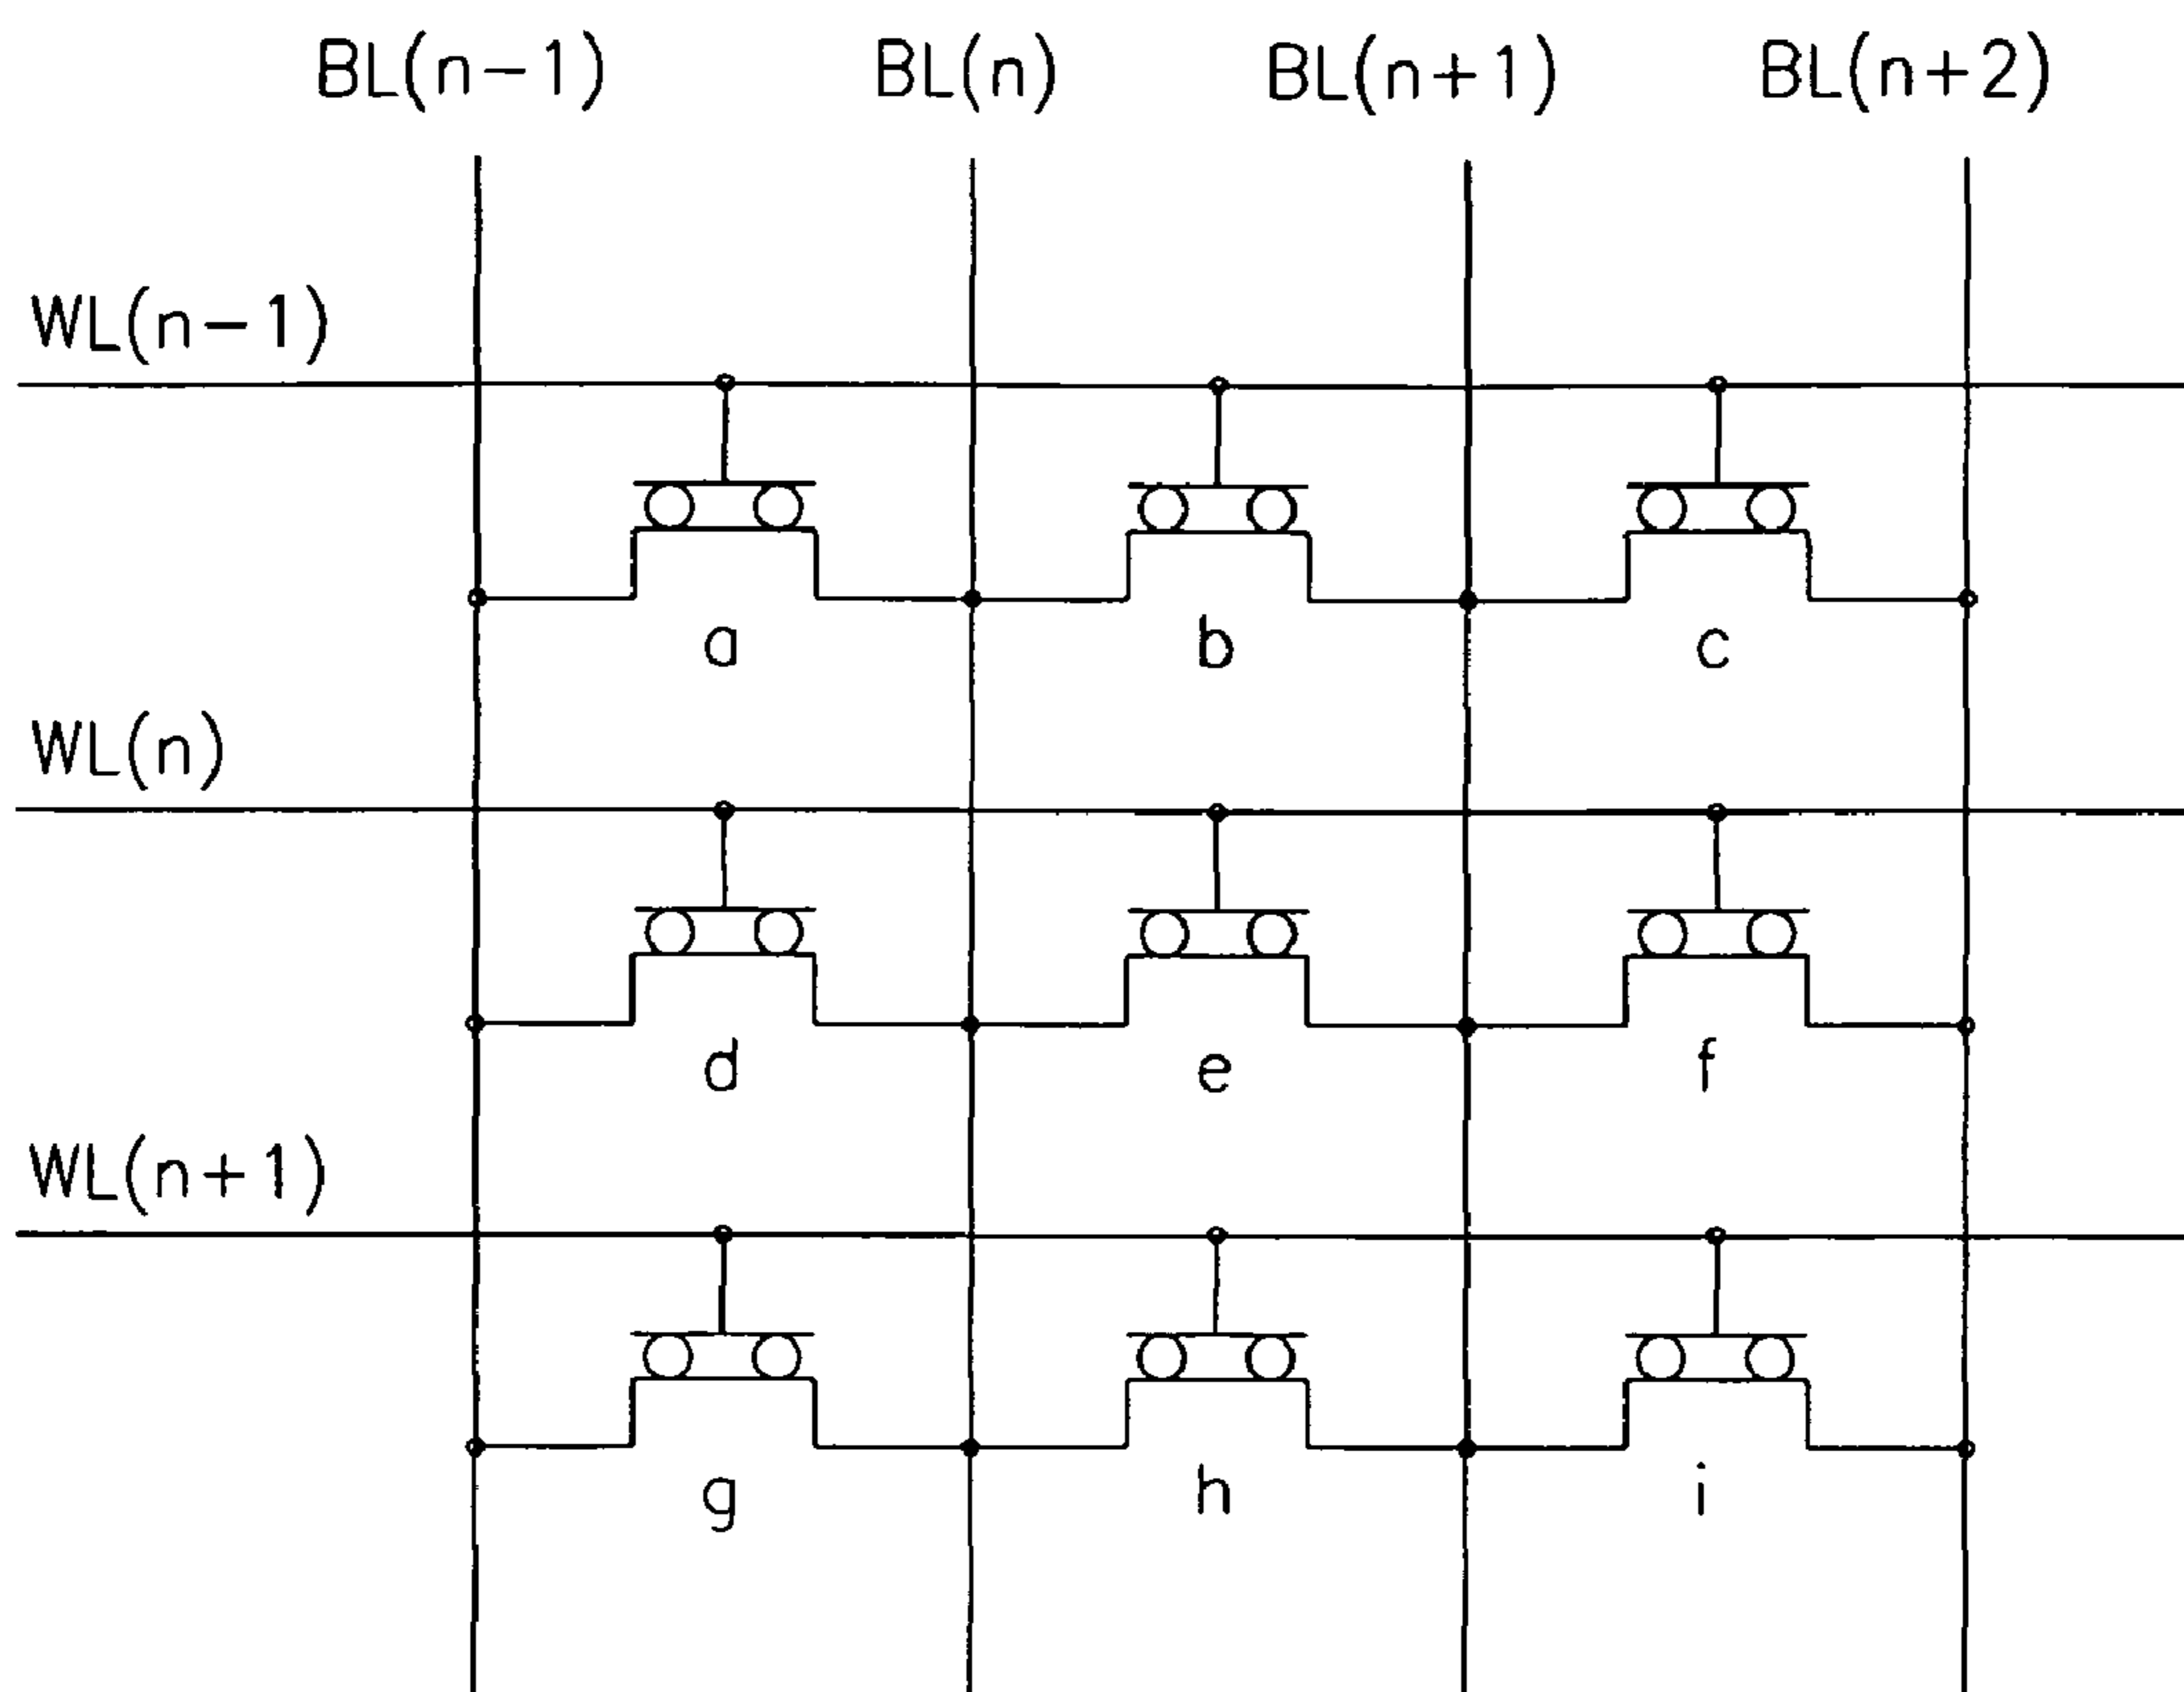 BL(n-1) BL(n) BL(n+1) BL(n+2)
WL(n-1)
a b c
WL(n)
d e f
WL(n+1)
g h i